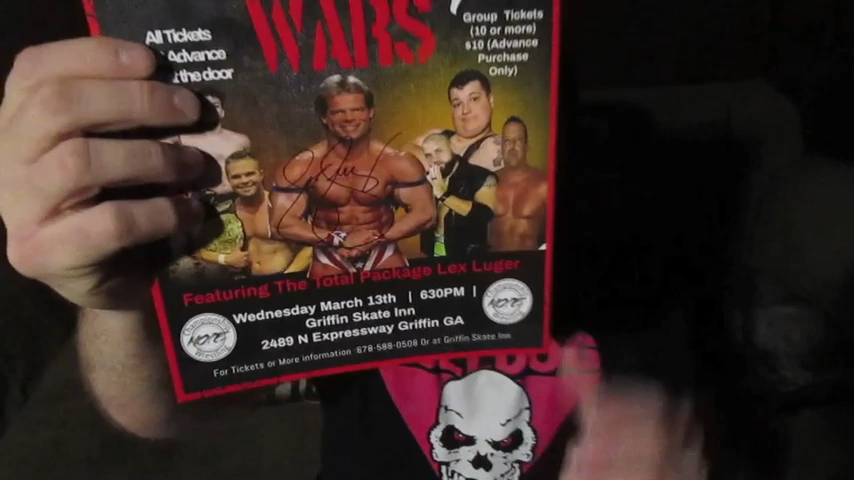 WARS
All Tickets
Advance
the door
Group Tickets
(10 or more)
$10 (Advance
Purchase
Only)
Featuring The Total Package Lex Luger
Wednesday March 13th | 630PM |
Griffin Skate Inn
2489 N Expressway Griffin GA
For Tickets or More information 678-588-0508 Or at Griffin Skate Inn
Championship
Wrestling